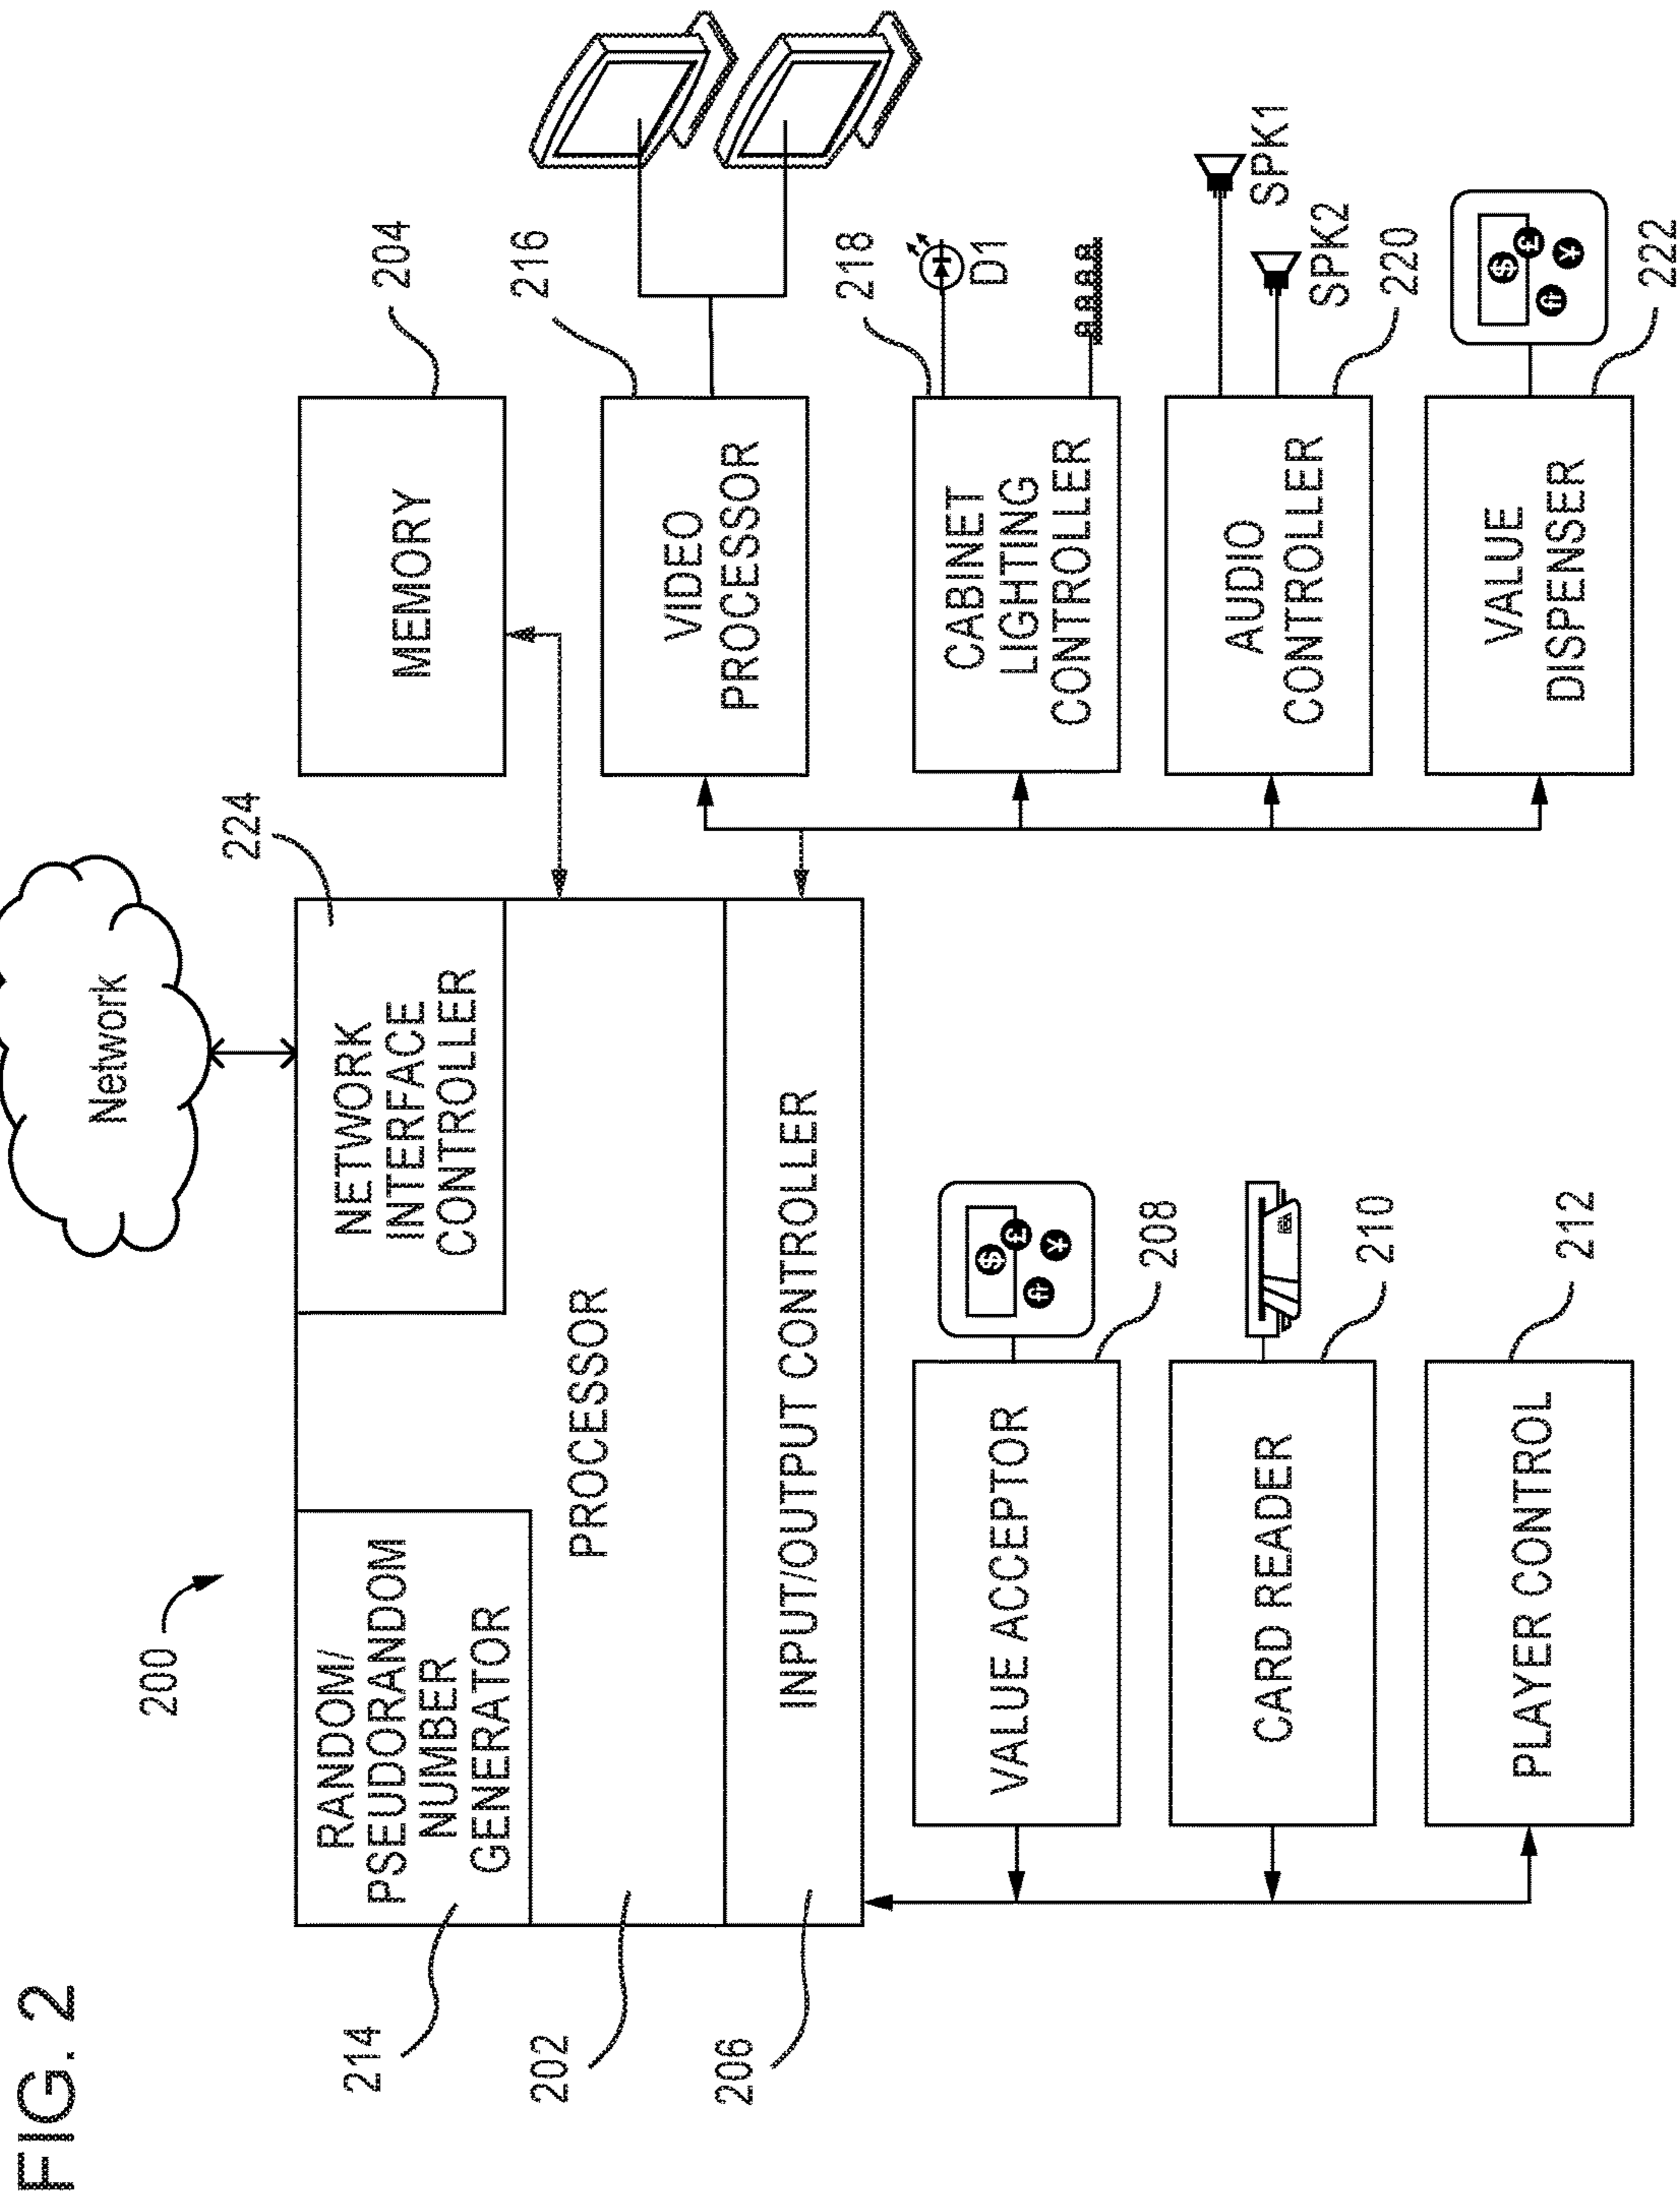 FIG. 2
200
Network
224
214
RANDOM/
PSEUDORANDOM
NUMBER
GENERATOR
NETWORK
INTERFACE
CONTROLLER
202
PROCESSOR
206
INPUT/OUTPUT CONTROLLER
204
MEMORY
216
VIDEO
PROCESSOR
218
CABINET
LIGHTING
CONTROLLER
D1
AUDIO
CONTROLLER
SPK1
SPK2
220
VALUE
DISPENSER
$ £ ¥
222
VALUE ACCEPTOR
$ £ ¥
208
CARD READER
210
PLAYER CONTROL
212